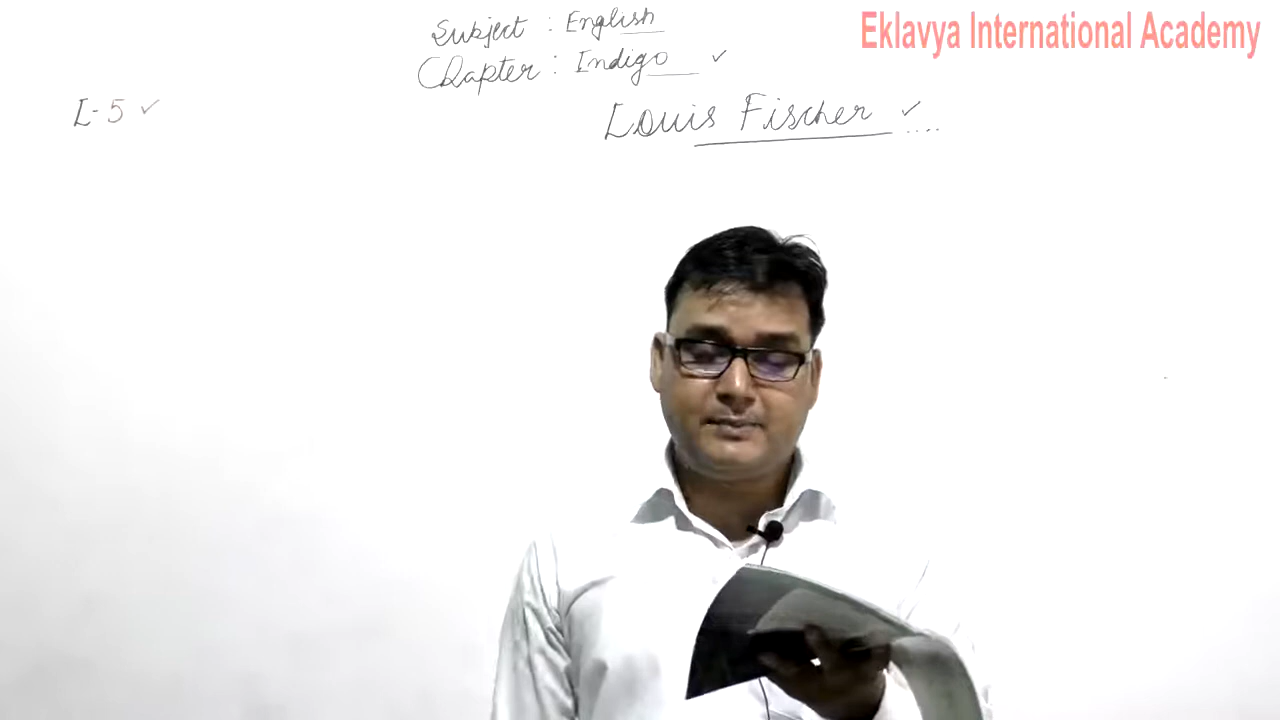 Subject : English
Eklavya International Academy
Chapter : Indigo ✓
L-5 ✓
Louis Fischer ✓ ....